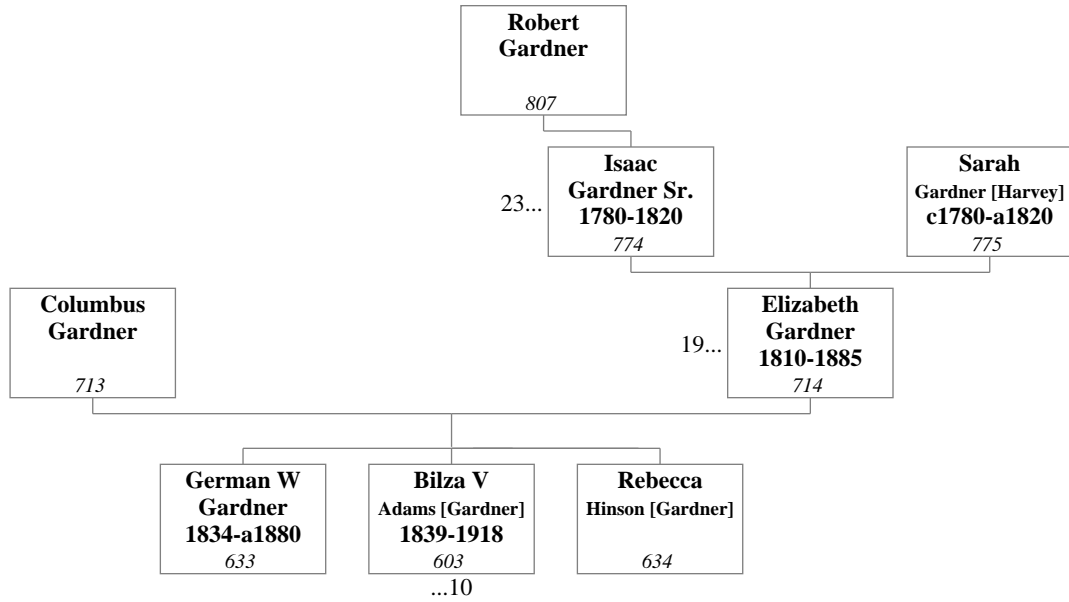 Robert
Gardner
807
Isaac
Gardner Sr.
1780-1820
774
23...
Sarah
Gardner [Harvey]
c1780-a1820
775
Columbus
Gardner
713
Elizabeth
Gardner
1810-1885
714
19...
German W
Gardner
1834-a1880
633
Bilza V
Adams [Gardner]
1839-1918
603
...10
Rebecca
Hinson [Gardner]
634